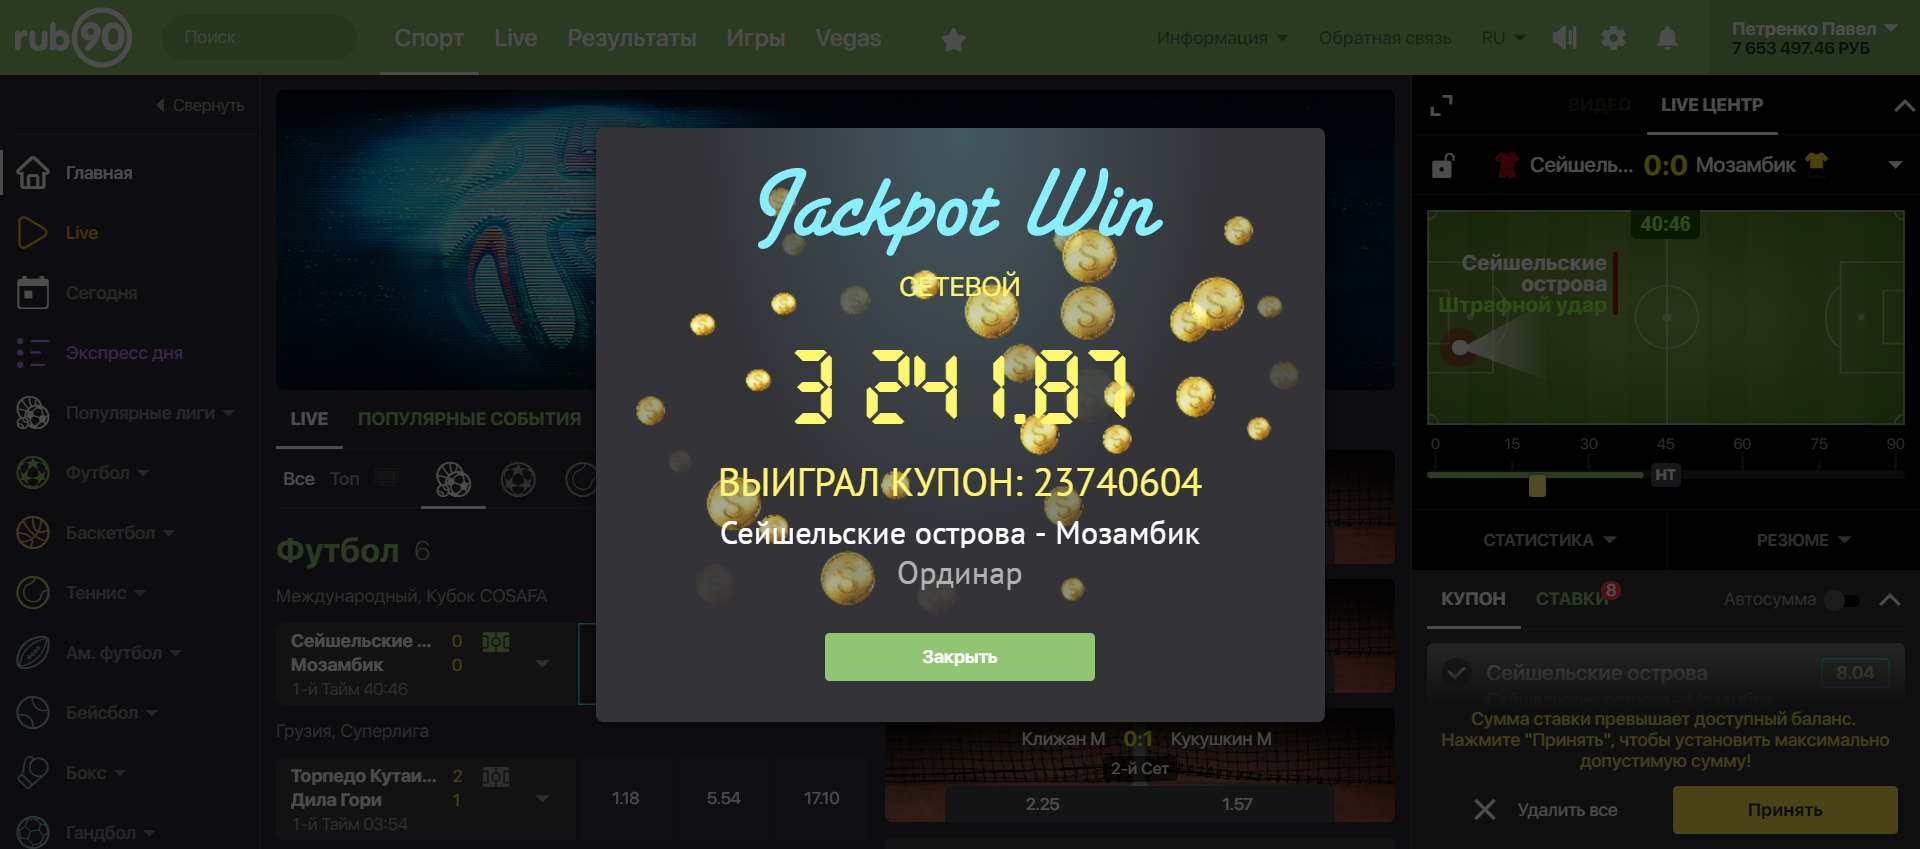 rub90
Поиск
Спорт
Live
Результаты
Игры
Vegas
Информация
Обратная связь
RU
Петренко Павел
7 653 497.46 РУБ
Свернуть
Главная
Live
Сегодня
Экспресс дня
Популярные лиги
Футбол
Баскетбол
Теннис
Ам. футбол
Бейсбол
Бокс
Гандбол
LIVE
ПОПУЛЯРНЫЕ СОБЫТИЯ
Все
Топ
Футбол 6
Международный, Кубок COSAFA
Сейшельские ... 0
Мозамбик 0
1-й Тайм 40:46
Грузия, Суперлига
Торпедо Кутаи... 2
Дила Гори 1
1-й Тайм 03:54
1.18
5.54
17.10
Jackpot Win
СЕТЕВОЙ
3 241.87
ВЫИГРАЛ КУПОН: 23740604
Сейшельские острова - Мозамбик
Ординар
Закрыть
Клижан М 0:1 Кукушкин М
2-й Сет
2.25
1.57
ВИДЕО
LIVE ЦЕНТР
Сейшель... 0:0 Мозамбик
40:46
Сейшельские
острова
Штрафной удар
0 15 30 45 60 75 90
HT
СТАТИСТИКА
РЕЗЮМЕ
КУПОН
СТАВКИ 8
Автосумма
Сейшельские острова
8.04
Сейшельские острова - Мозамбик
Сумма ставки превышает доступный баланс.
Нажмите "Принять", чтобы установить максимально
допустимую сумму!
Удалить все
Принять